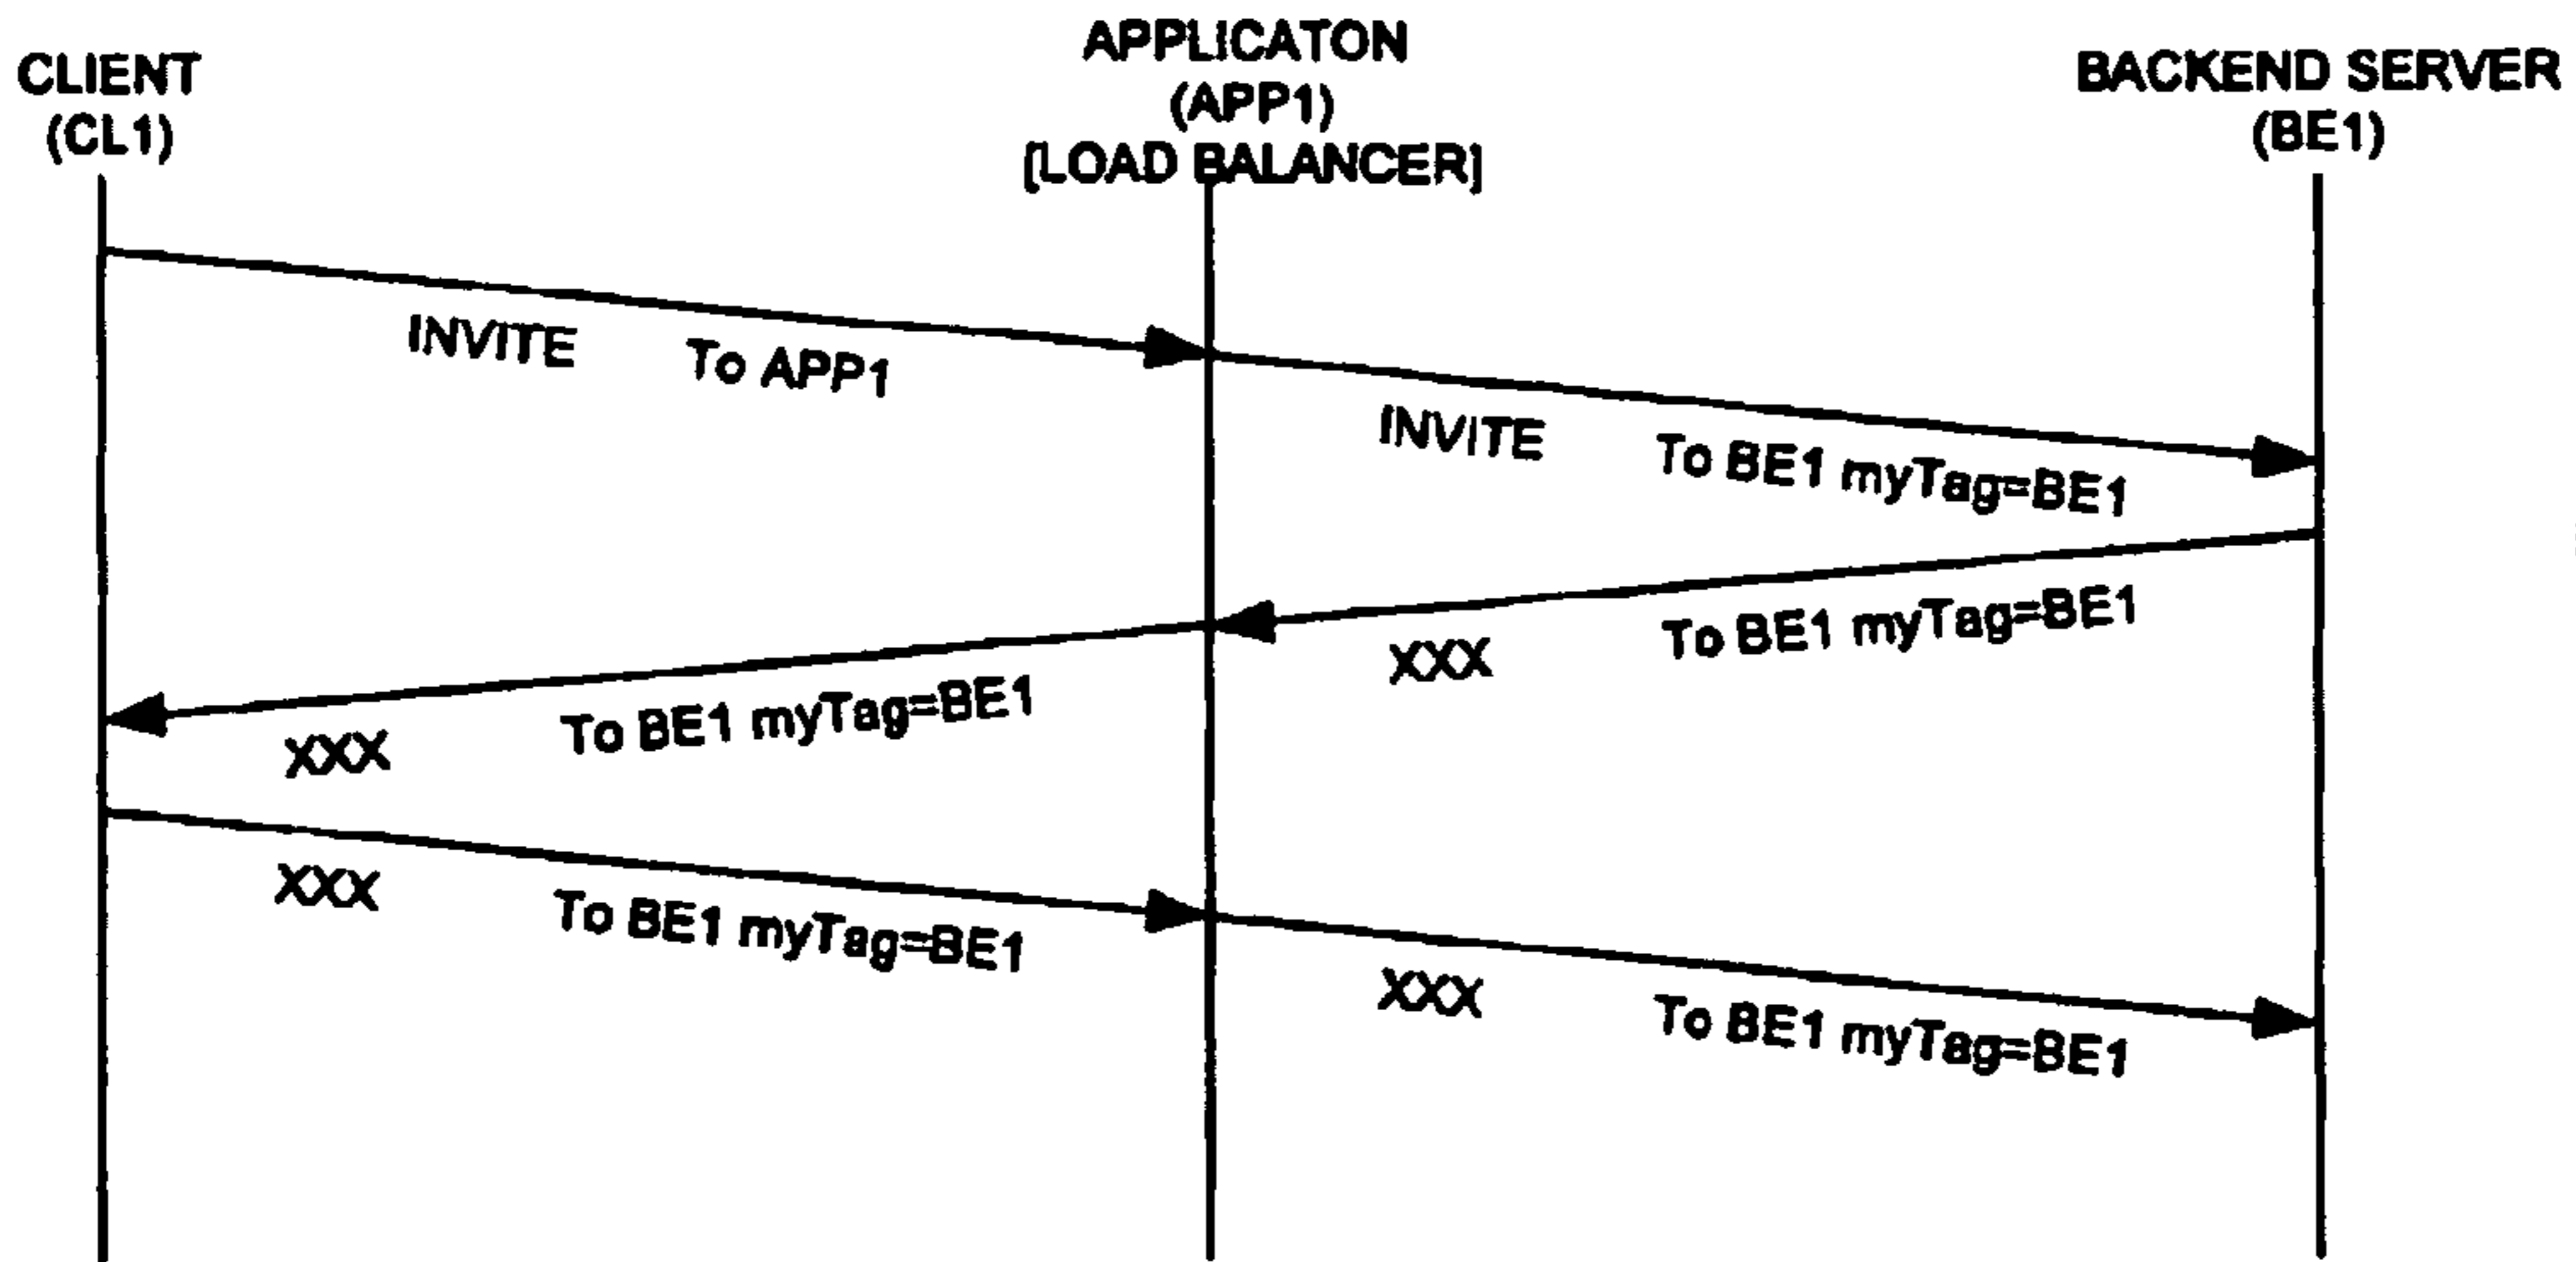 CLIENT
(CL1)
APPLICATON
(APP1)
[LOAD BALANCER]
BACKEND SERVER
(BE1)
INVITE To APP1
INVITE To BE1 myTag=BE1
XXX To BE1 myTag=BE1
XXX To BE1 myTag=BE1
XXX To BE1 myTag=BE1
XXX To BE1 myTag=BE1